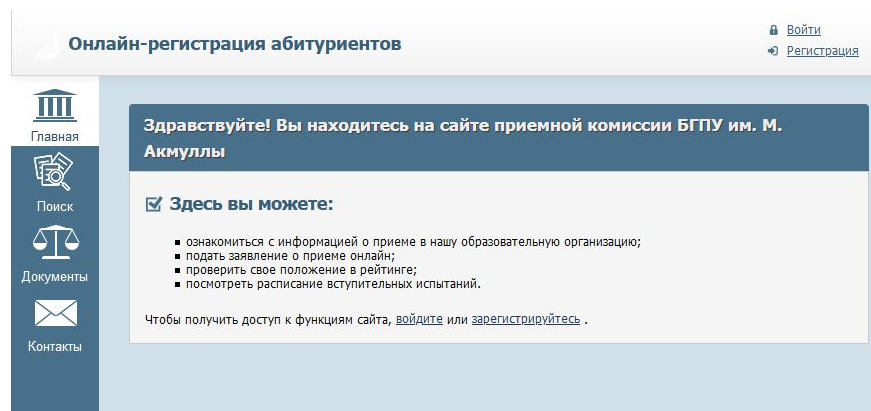 Онлайн-регистрация абитуриентов
Войти
Регистрация
Главная
Поиск
Документы
Контакты
Здравствуйте! Вы находитесь на сайте приемной комиссии БГПУ им. М.
Акмуллы
Здесь вы можете:
ознакомиться с информацией о приеме в нашу образовательную организацию;
подать заявление о приеме онлайн;
проверить свое положение в рейтинге;
посмотреть расписание вступительных испытаний.
Чтобы получить доступ к функциям сайта, войдите или зарегистрируйтесь .